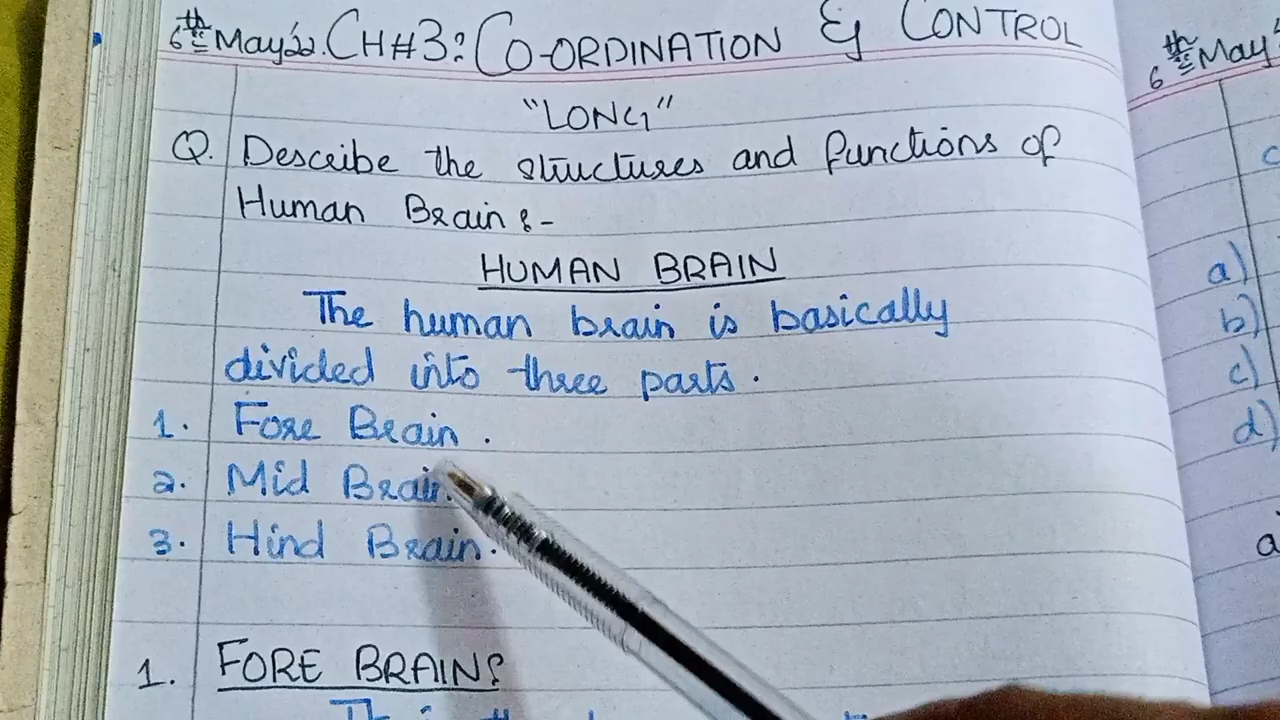 6th May'22. CH#3: CO-ORDINATION & CONTROL
"LONG"
Q. Describe the structures and functions of
Human Brain:-
HUMAN BRAIN
The human brain is basically
divided into three parts.
1. Fore Brain.
2. Mid Brain.
3. Hind Brain.
1. FORE BRAIN:
6th May'
a)
b)
c)
d)
a